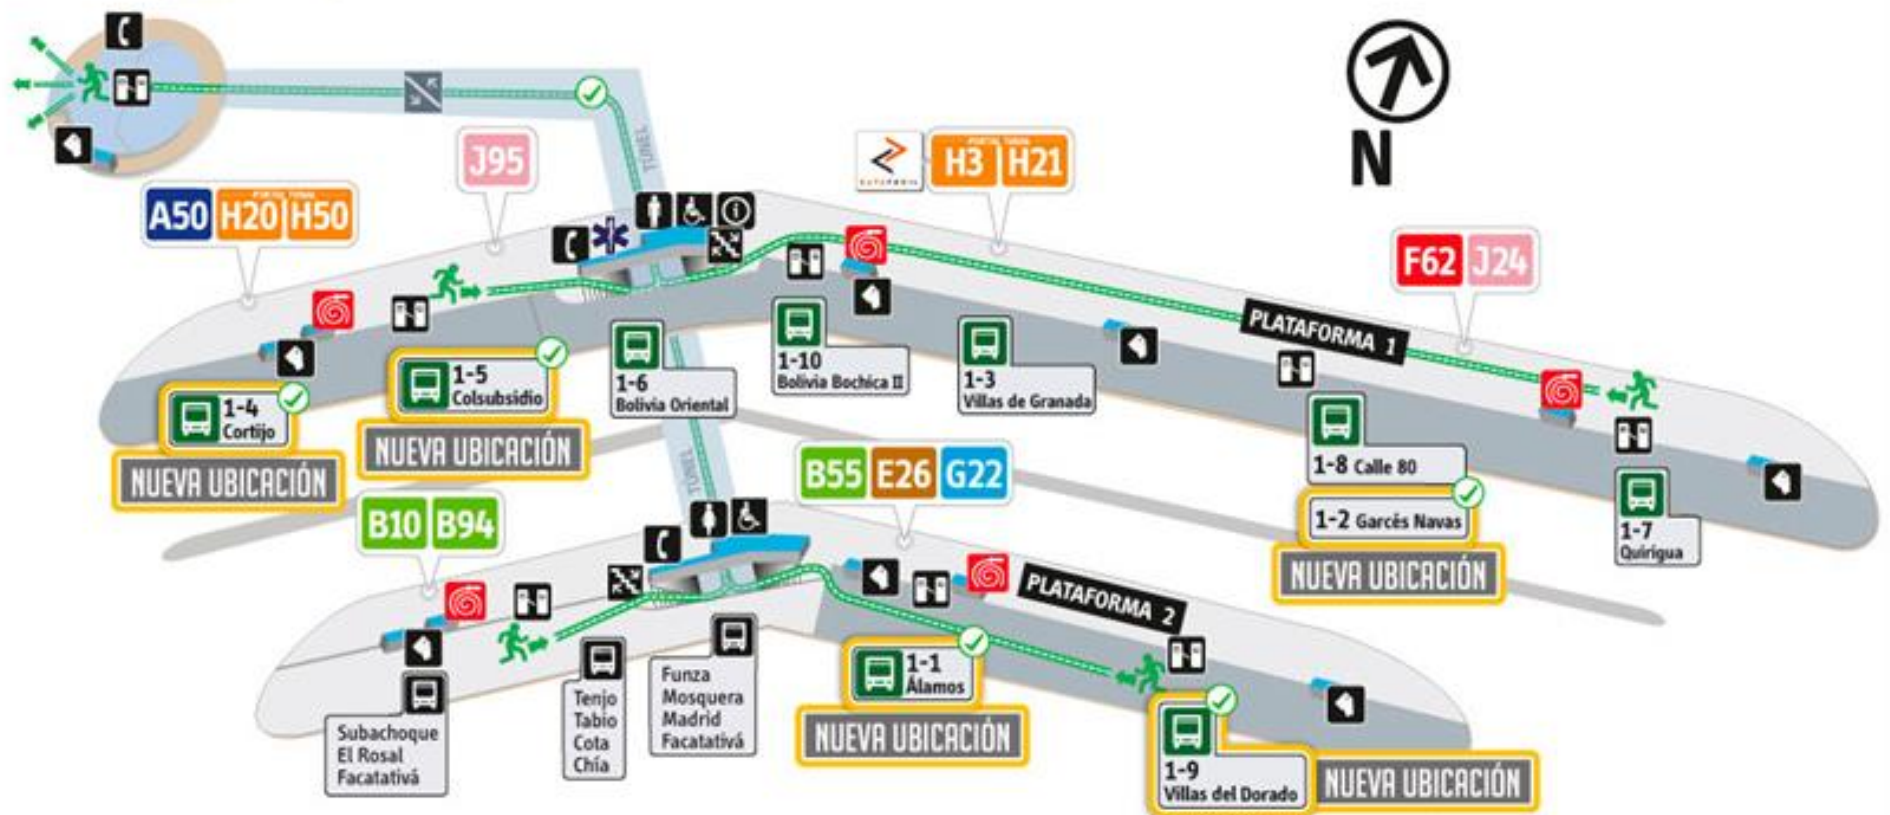 N
TUNEL
J95
H3 H21
A50 H20 H50
F62 J24
PLATAFORMA 1
1-4
Cortijo
NUEVA UBICACIÓN
1-5
Colsubsidio
NUEVA UBICACIÓN
1-6
Bolivia Oriental
1-10
Bolivia Bochica II
1-3
Villas de Granada
1-8 Calle 80
1-2 Garcés Navas
NUEVA UBICACIÓN
1-7
Quirigua
TUNEL
B10 B94
B55 E26 G22
PLATAFORMA 2
Subachoque
El Rosal
Facatativá
Tenjo
Tabio
Cota
Chía
Funza
Mosquera
Madrid
Facatativá
1-1
Álamos
NUEVA UBICACIÓN
1-9
Villas del Dorado
NUEVA UBICACIÓN